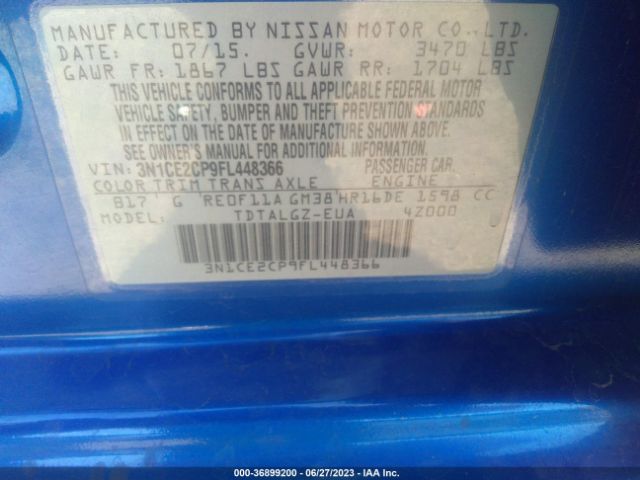 MANUFACTURED BY NISSAN MOTOR CO., LTD.
DATE: 07/15. GVWR: 3470 LBS
GAWR FR: 1867 LBS GAWR RR: 1704 LBS
THIS VEHICLE CONFORMS TO ALL APPLICABLE FEDERAL MOTOR
VEHICLE SAFETY, BUMPER AND THEFT PREVENTION STANDARDS
IN EFFECT ON THE DATE OF MANUFACTURE SHOWN ABOVE.
SEE OWNER'S MANUAL FOR ADDITIONAL INFORMATION.
VIN: 3N1CE2CP9FL448366 PASSENGER CAR
COLOR TRIM TRANS AXLE ENGINE
B17 G RE0F11A GM38 HR16DE 1598 CC
MODEL: TDTALGZ-EUA 4Z000
3N1CE2CP9FL448366
000-36899200 - 06/27/2023 - IAA Inc.